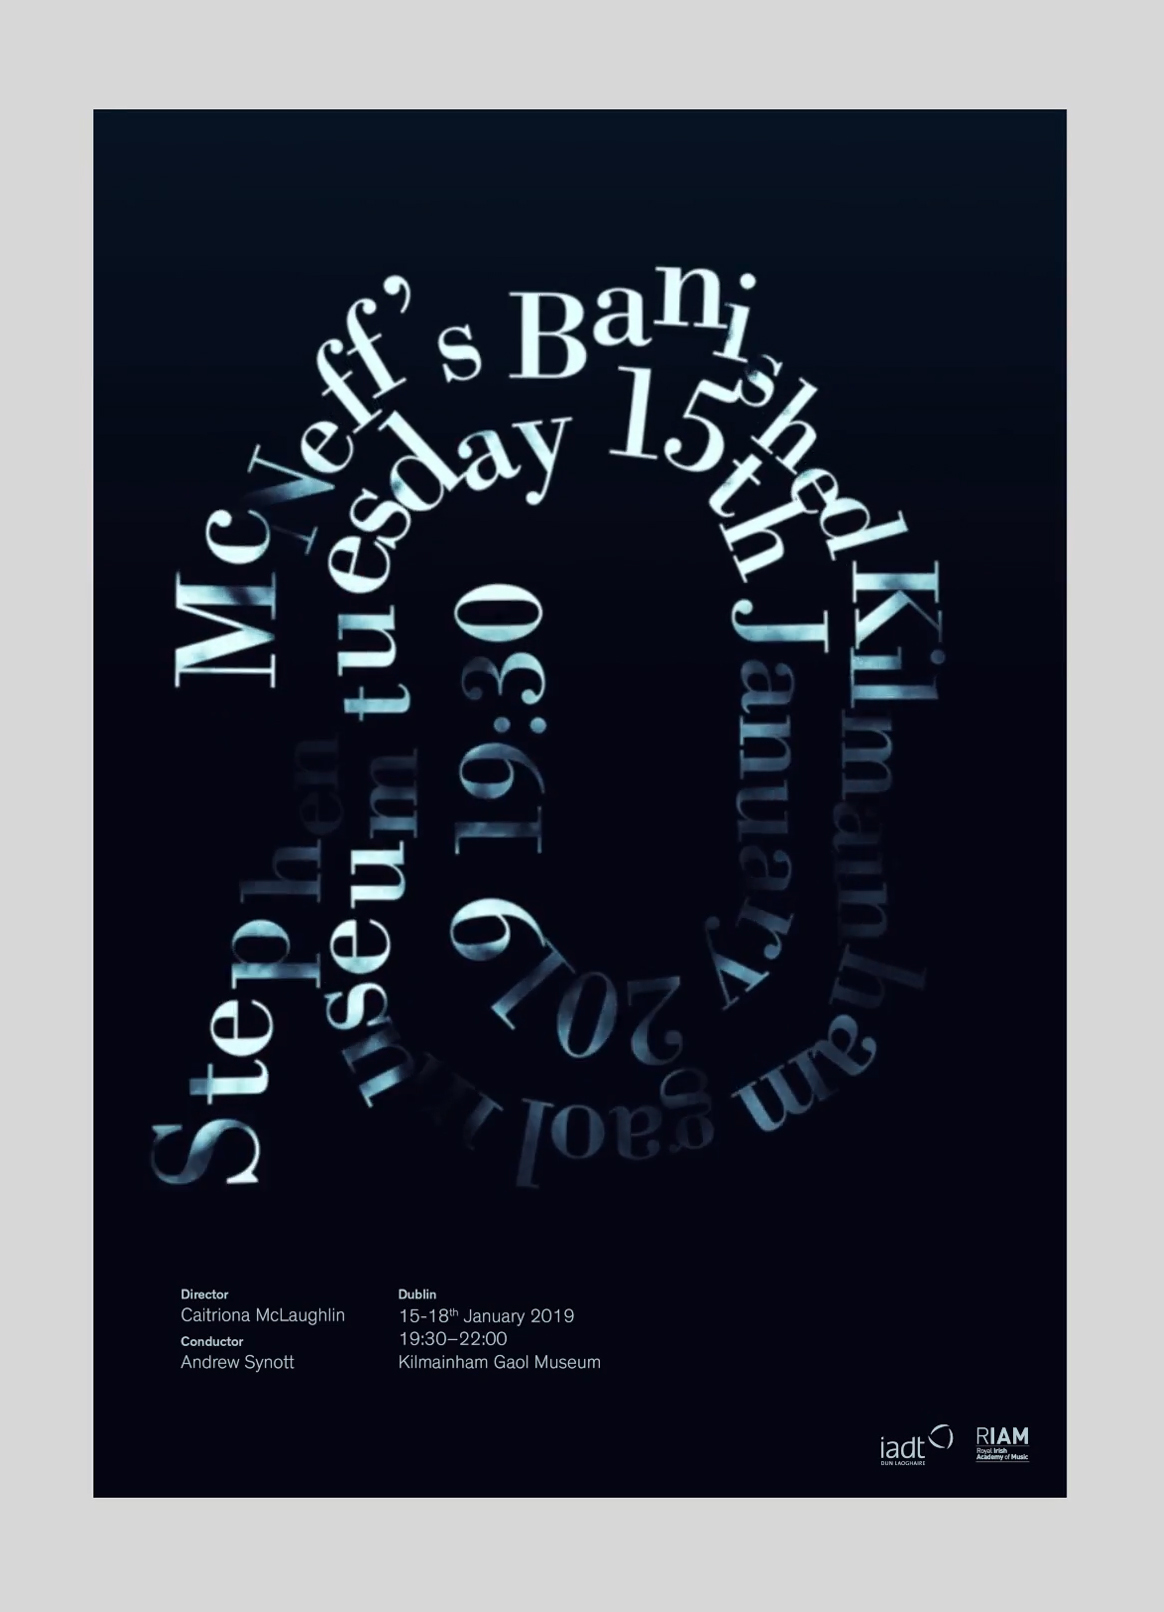 Stephen McNeff's Banished Kilmainham gaol museum tuesday 15th January 2019 19:30
Director
Caitriona McLaughlin
Conductor
Andrew Synott
Dublin
15-18th January 2019
19:30–22:00
Kilmainham Gaol Museum
iadt
DUN LAOGHAIRE
RIAM
Royal Irish
Academy of Music